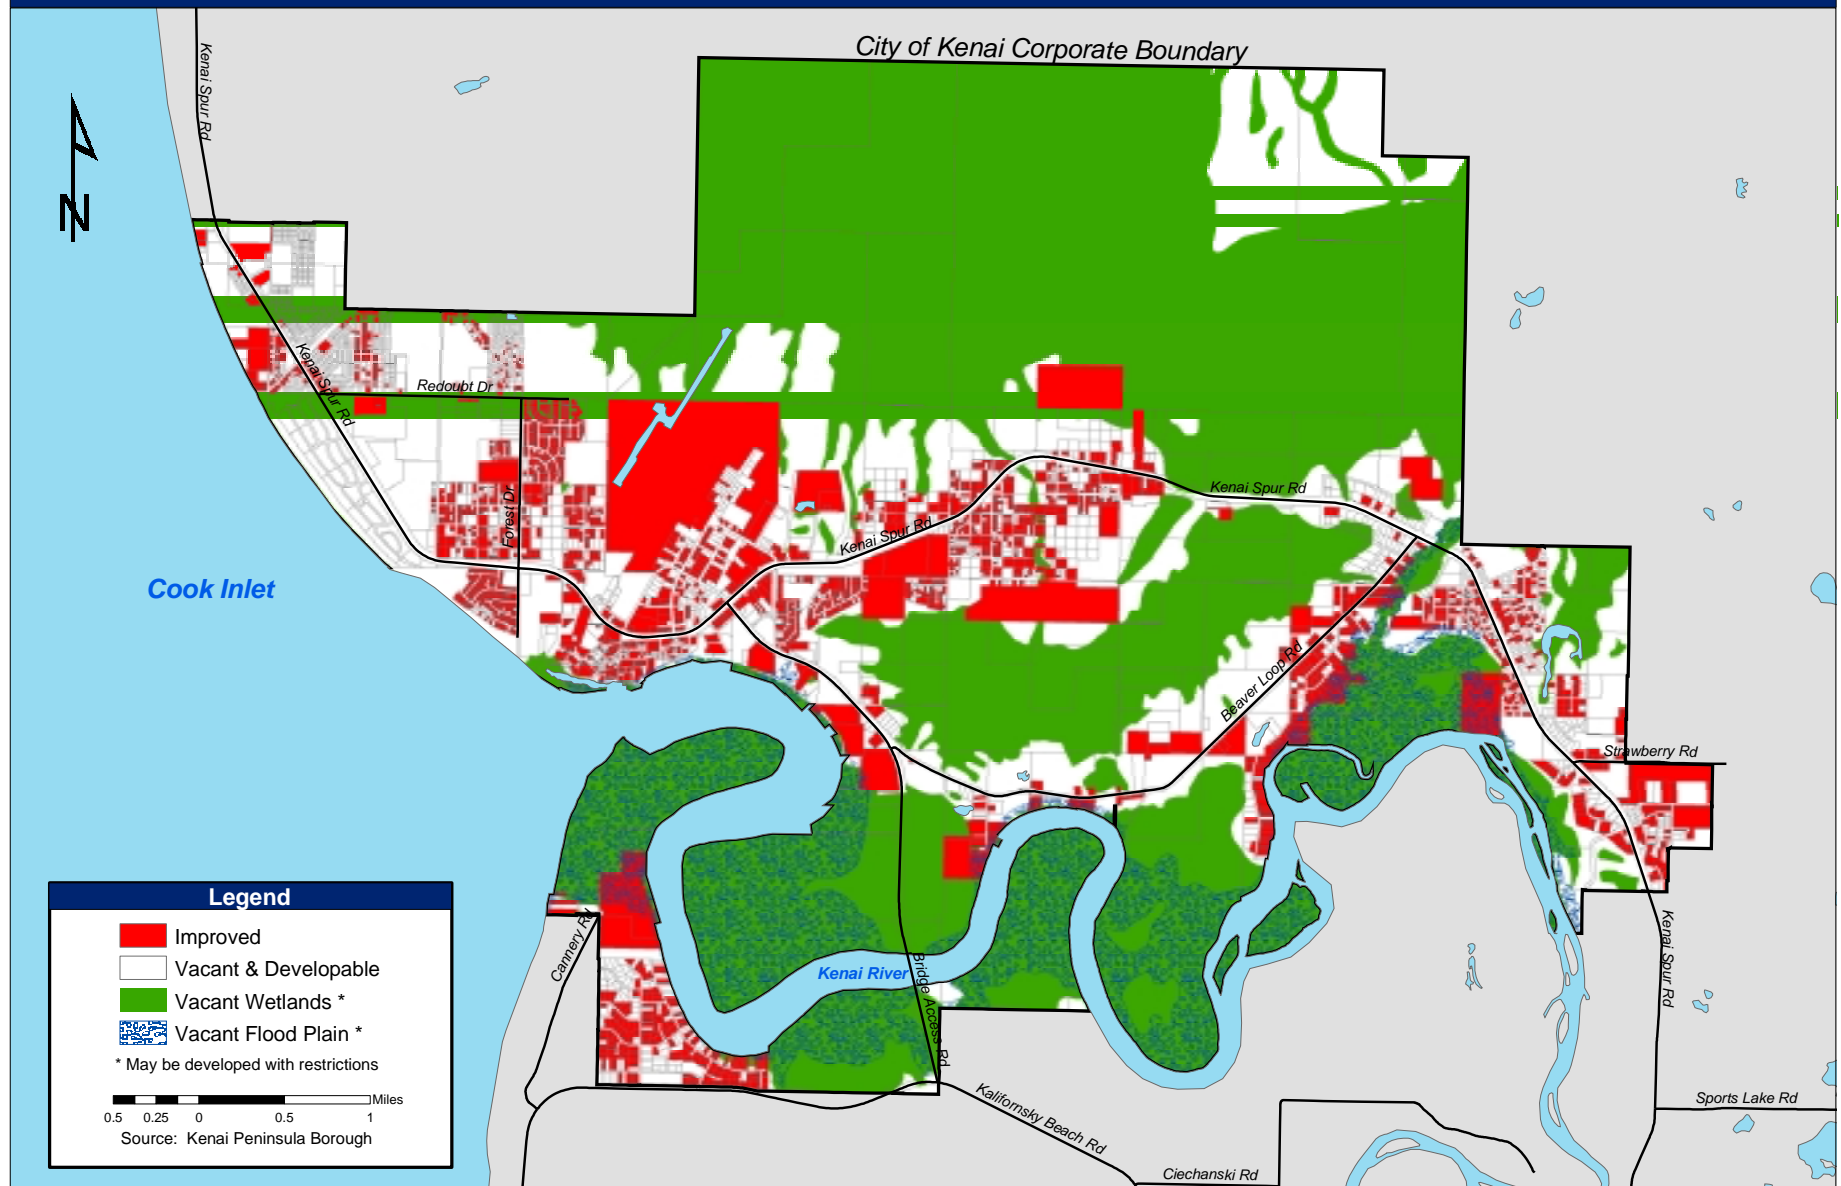 City of Kenai Corporate Boundary
Kenai Spur Rd
N
Redoubt Dr
Kenai Spur Rd
Forest Dr
Kenai Spur Rd
Kenai Spur Rd
Cook Inlet
Beaver Loop Rd
Strawberry Rd
Kenai River
Bridge Access Rd
Cannery Rd
Kenai Spur Rd
Kalifornsky Beach Rd
Ciechanski Rd
Sports Lake Rd
Legend
Improved
Vacant & Developable
Vacant Wetlands *
Vacant Flood Plain *
* May be developed with restrictions
Miles
0.5 0.25 0 0.5 1
Source: Kenai Peninsula Borough